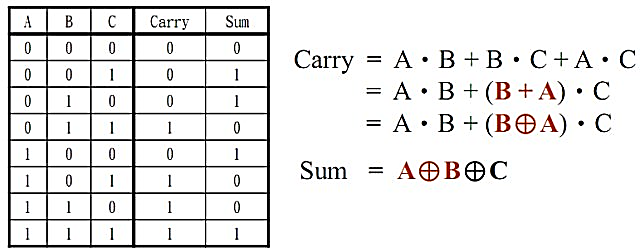 A B C Carry Sum
0 0 0 0 0
0 0 1 0 1
0 1 0 0 1
0 1 1 1 0
1 0 0 0 1
1 0 1 1 0
1 1 0 1 0
1 1 1 1 1
Carry = A · B + B · C + A · C
= A · B + (B + A) · C
= A · B + (B⊕A) · C
Sum = A⊕B⊕C